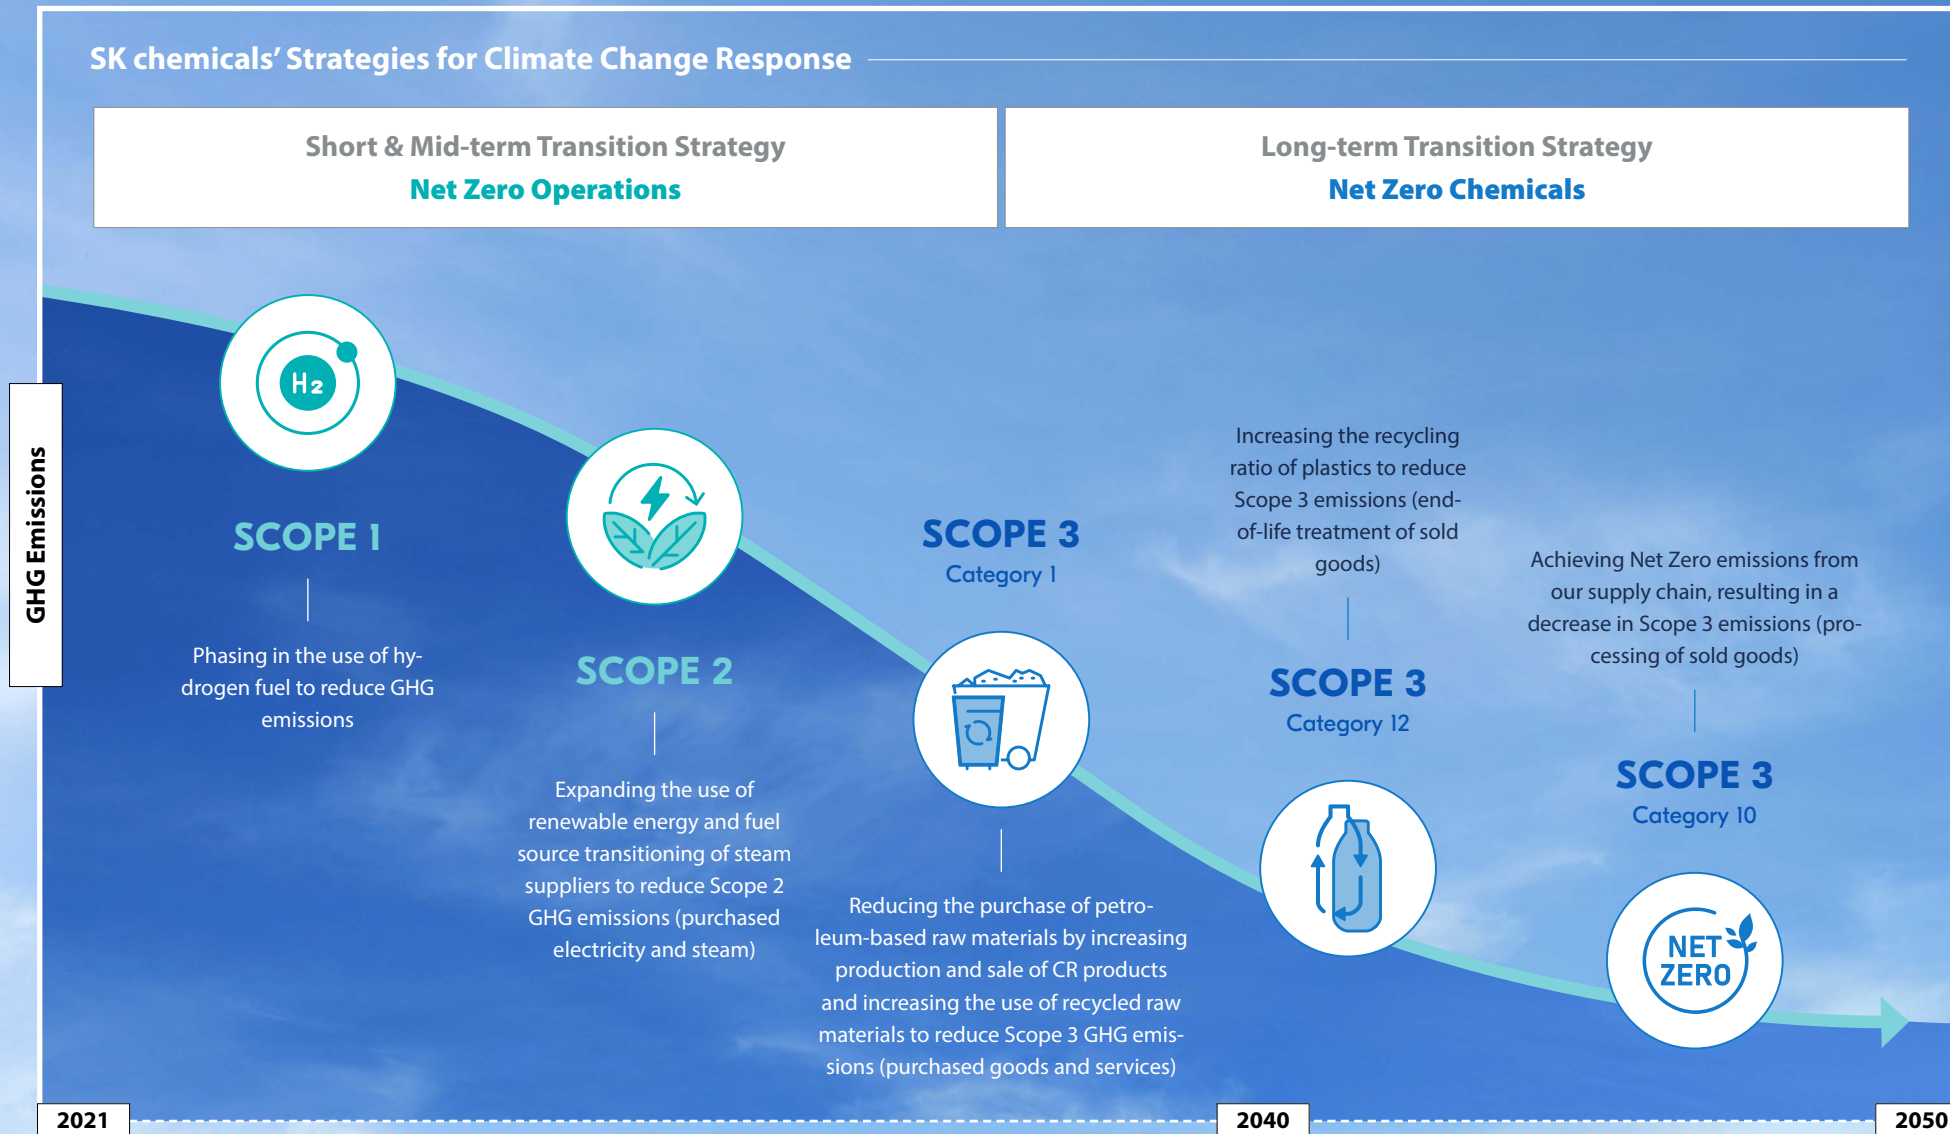 SK chemicals' Strategies for Climate Change Response
Short & Mid-term Transition Strategy
Net Zero Operations
Long-term Transition Strategy
Net Zero Chemicals
GHG Emissions
H2
SCOPE 1
Phasing in the use of hy-
drogen fuel to reduce GHG
emissions
SCOPE 2
Expanding the use of
renewable energy and fuel
source transitioning of steam
suppliers to reduce Scope 2
GHG emissions (purchased
electricity and steam)
SCOPE 3
Category 1
Reducing the purchase of petro-
leum-based raw materials by increasing
production and sale of CR products
and increasing the use of recycled raw
materials to reduce Scope 3 GHG emis-
sions (purchased goods and services)
Increasing the recycling
ratio of plastics to reduce
Scope 3 emissions (end-
of-life treatment of sold
goods)
SCOPE 3
Category 12
Achieving Net Zero emissions from
our supply chain, resulting in a
decrease in Scope 3 emissions (pro-
cessing of sold goods)
SCOPE 3
Category 10
NET
ZERO
2021
2040
2050